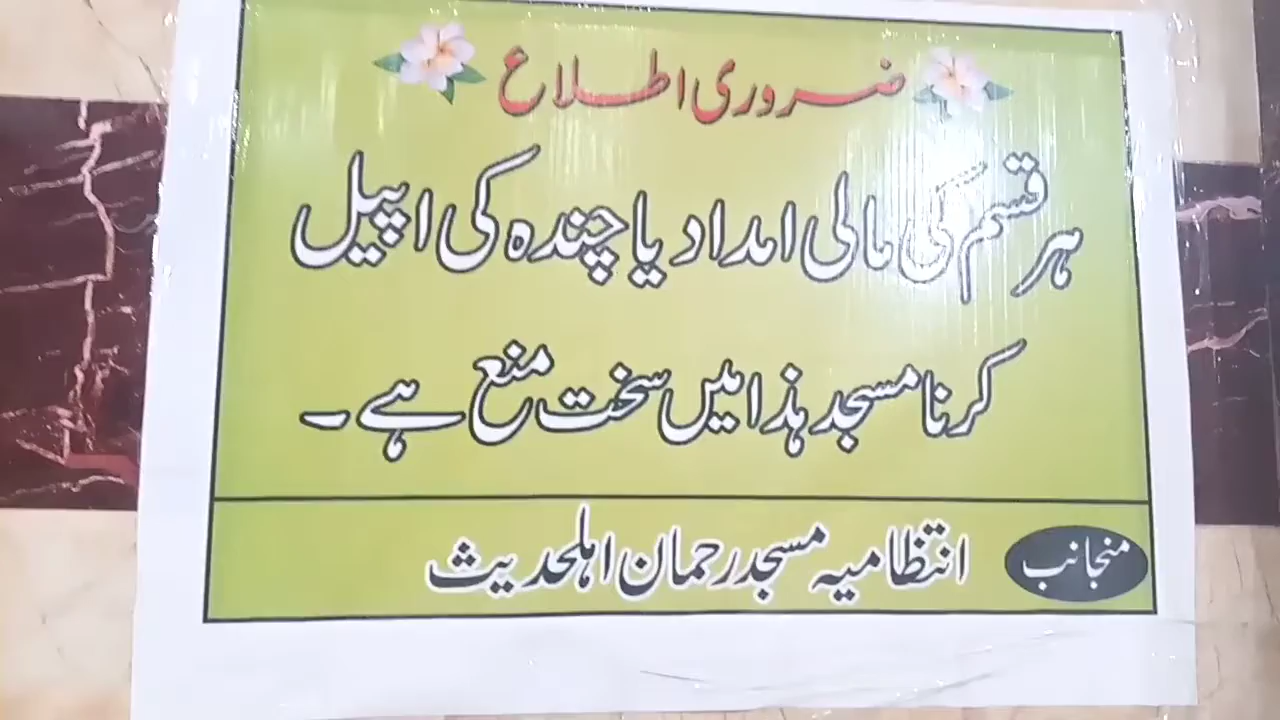 ضروری اطلاع
ہر قسم کی مالی امداد یا چندہ کی اپیل
کرنا مسجد ہذا میں سخت منع ہے۔
منجانب انتظامیہ مسجد رحمان اہلحدیث